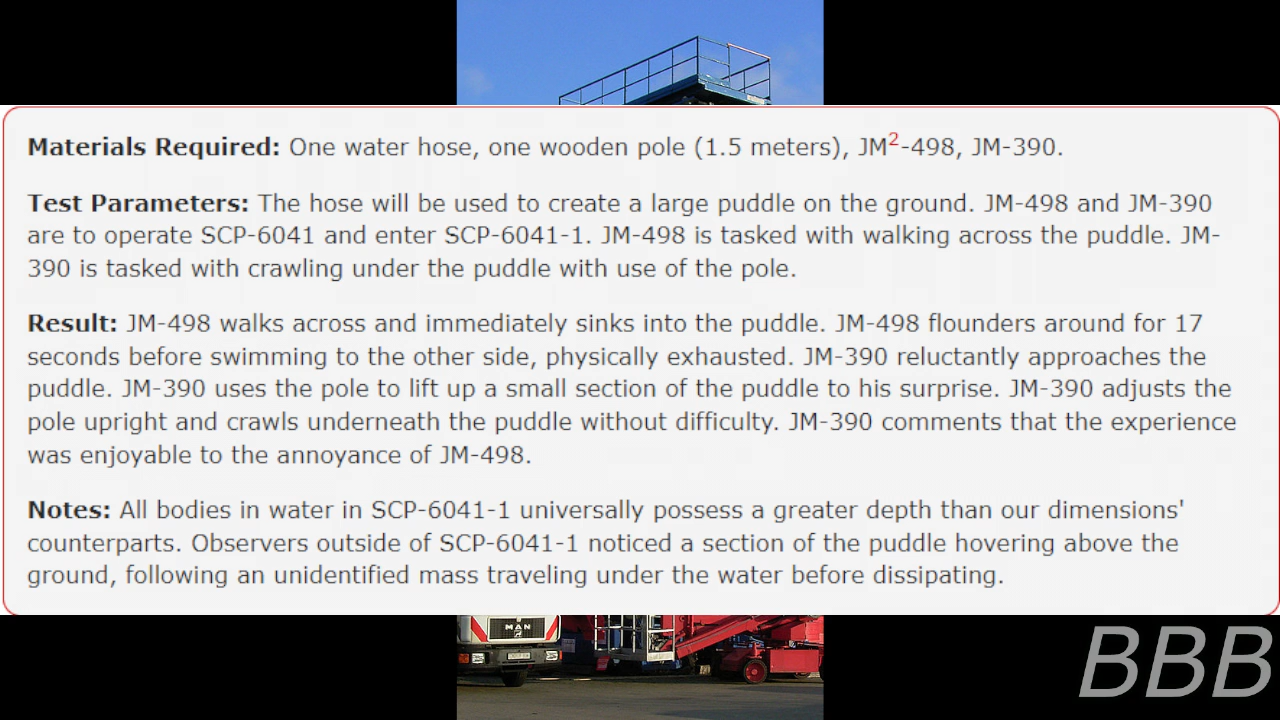 Materials Required: One water hose, one wooden pole (1.5 meters), JM2-498, JM-390.
Test Parameters: The hose will be used to create a large puddle on the ground. JM-498 and JM-390
are to operate SCP-6041 and enter SCP-6041-1. JM-498 is tasked with walking across the puddle. JM-
390 is tasked with crawling under the puddle with use of the pole.
Result: JM-498 walks across and immediately sinks into the puddle. JM-498 flounders around for 17
seconds before swimming to the other side, physically exhausted. JM-390 reluctantly approaches the
puddle. JM-390 uses the pole to lift up a small section of the puddle to his surprise. JM-390 adjusts the
pole upright and crawls underneath the puddle without difficulty. JM-390 comments that the experience
was enjoyable to the annoyance of JM-498.
Notes: All bodies in water in SCP-6041-1 universally possess a greater depth than our dimensions'
counterparts. Observers outside of SCP-6041-1 noticed a section of the puddle hovering above the
ground, following an unidentified mass traveling under the water before dissipating.
MAN
BBB